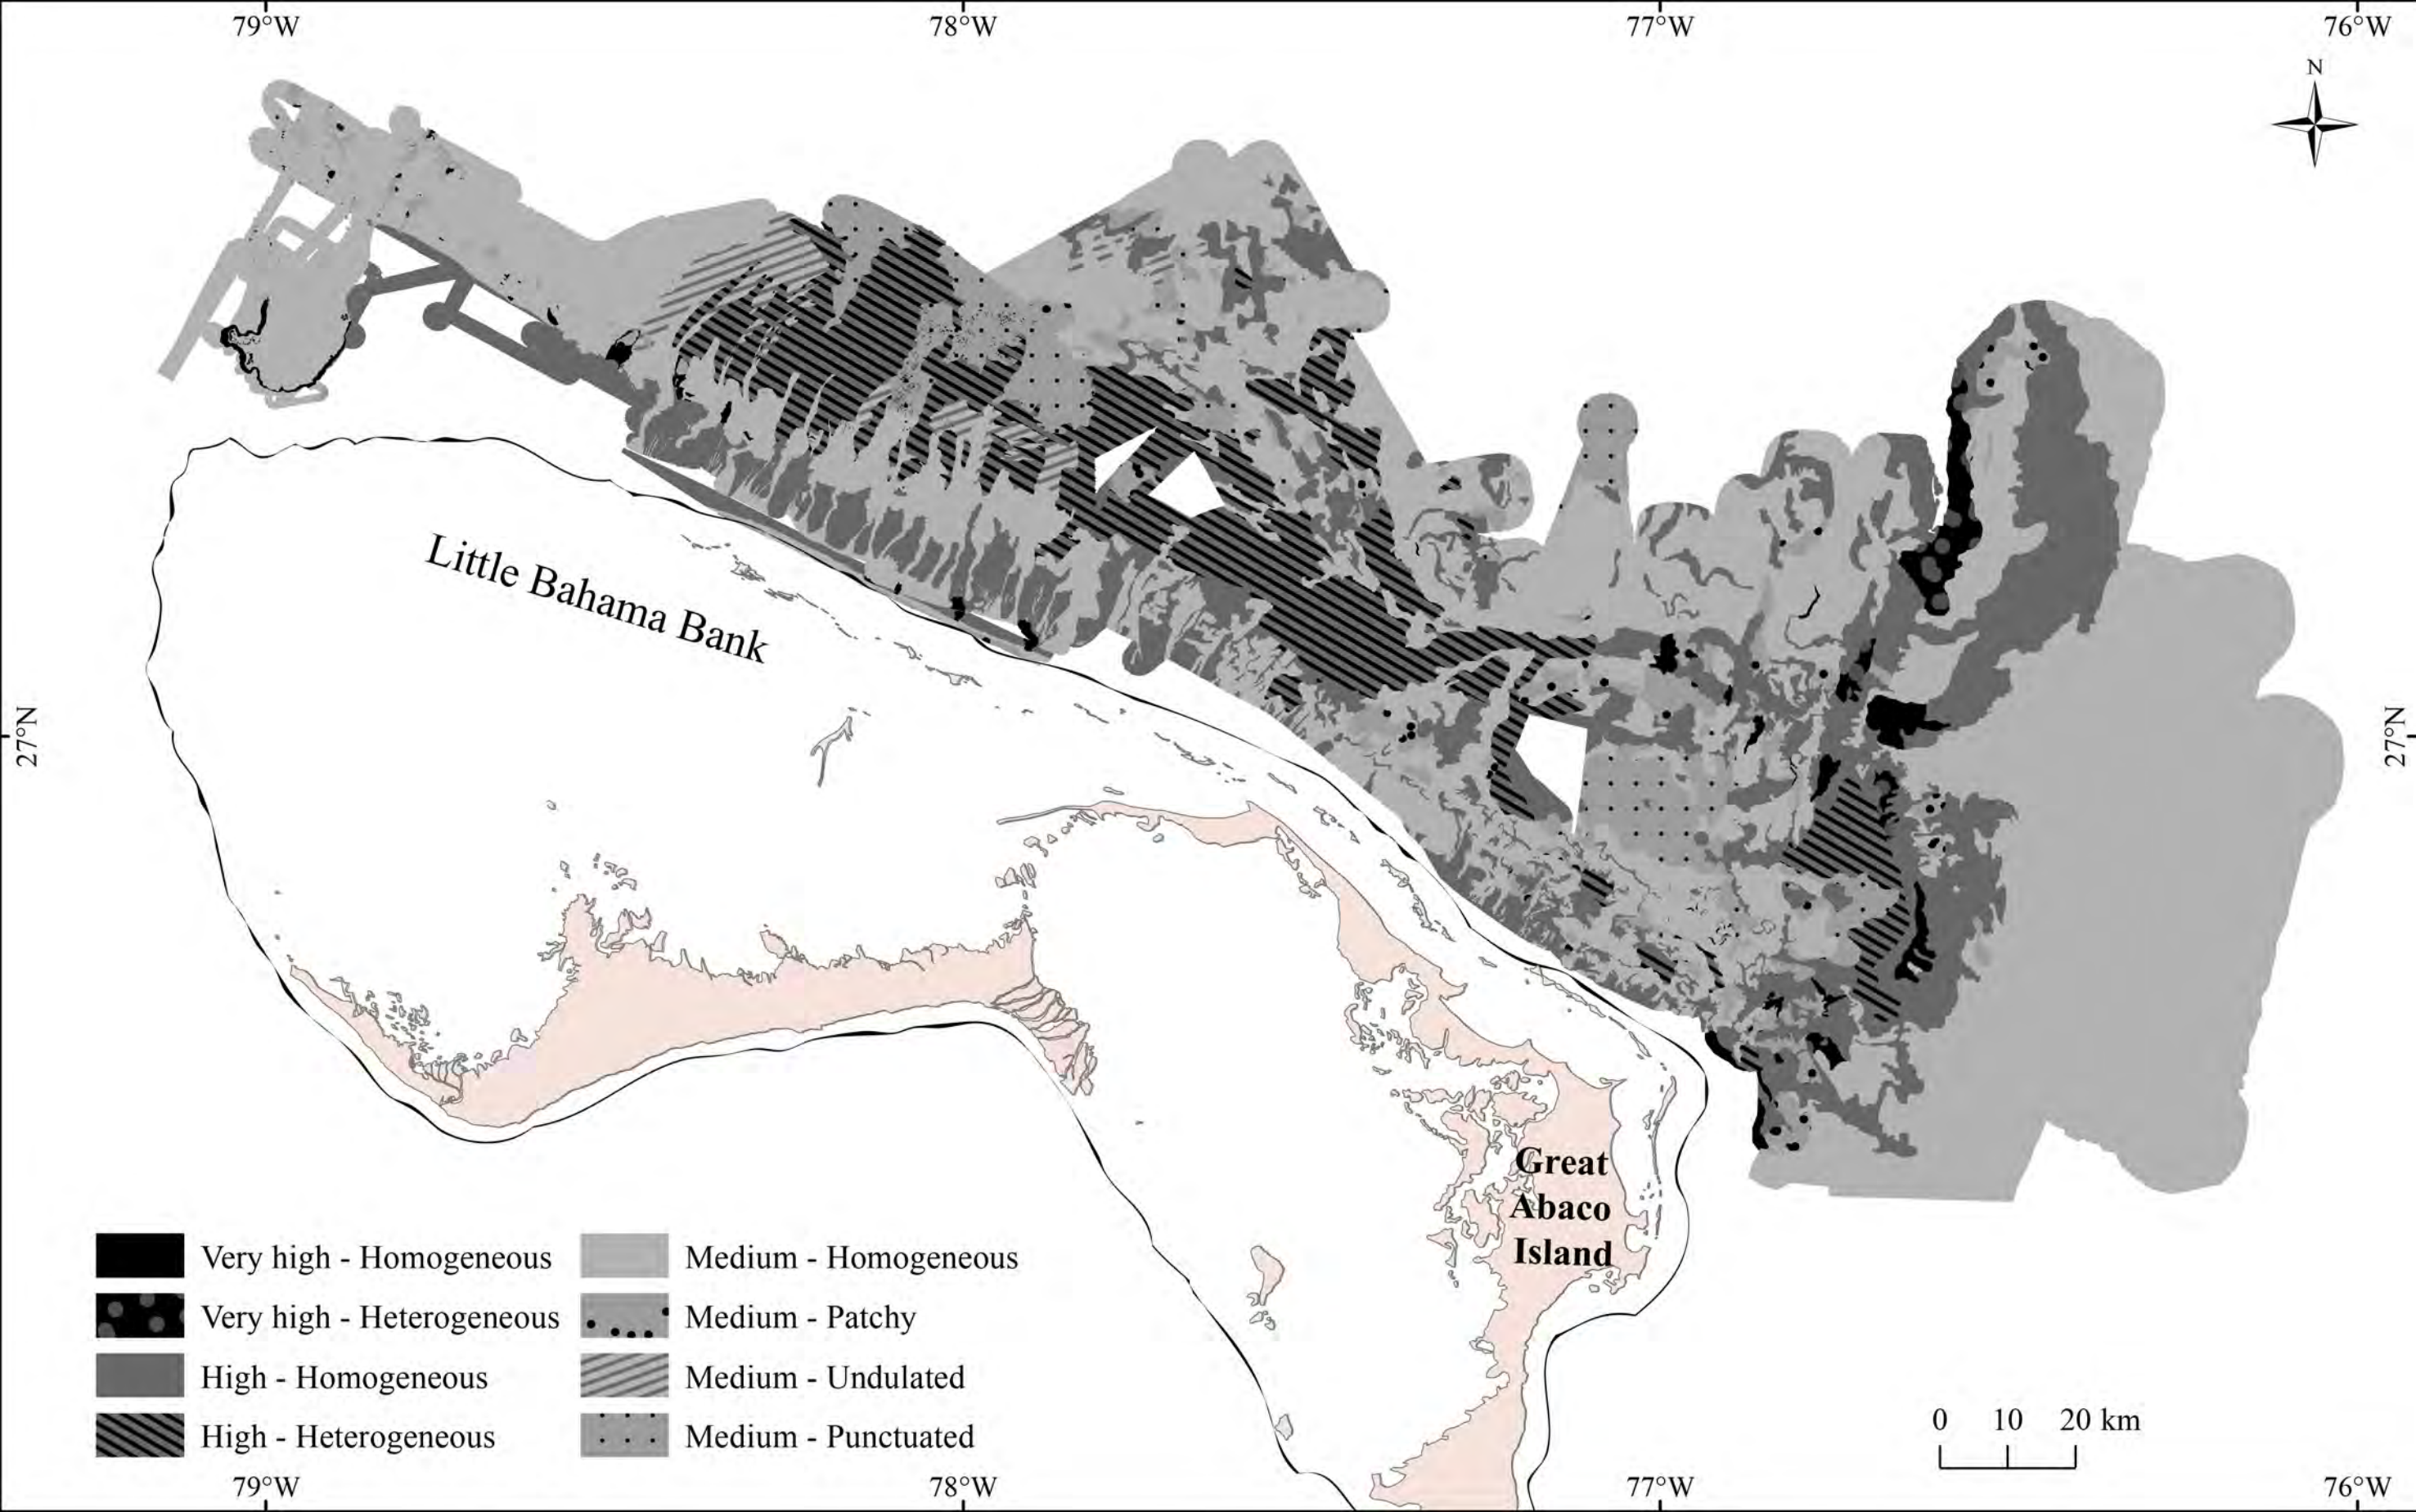 79°W 78°W 77°W 76°W
N
Little Bahama Bank
27°N 27°N
Great
Abaco
Island
Very high - Homogeneous
Very high - Heterogeneous
High - Homogeneous
High - Heterogeneous
Medium - Homogeneous
Medium - Patchy
Medium - Undulated
Medium - Punctuated
0 10 20 km
79°W 78°W 77°W 76°W